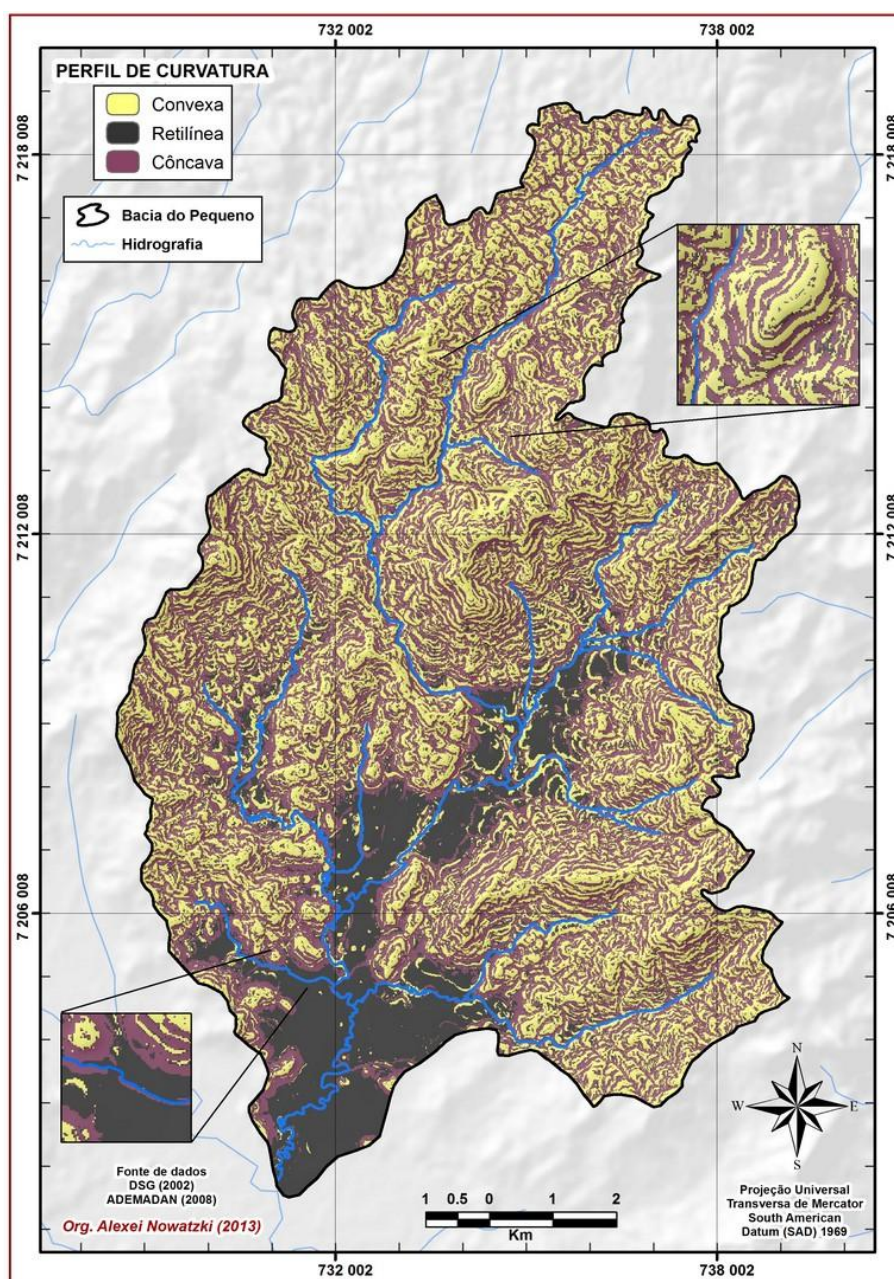 732 002
738 002
PERFIL DE CURVATURA
Convexa
Retilínea
Côncava
Bacia do Pequeno
Hidrografia
7 218 008
7 218 008
7 212 008
7 212 008
7 206 008
7 206 008
N
W
E
S
Fonte de dados
DSG (2002)
ADEMADAN (2008)
Org. Alexei Nowatzki (2013)
1 0.5 0 1 2
Km
Projeção Universal
Transversa de Mercator
South American
Datum (SAD) 1969
732 002
738 002